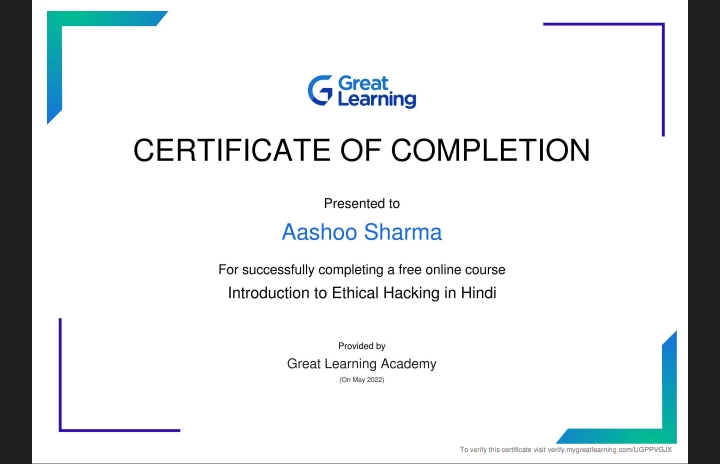 Great
Learning
CERTIFICATE OF COMPLETION
Presented to
Aashoo Sharma
For successfully completing a free online course
Introduction to Ethical Hacking in Hindi
Provided by
Great Learning Academy
(On May 2022)
To verify this certificate visit verify.mygreatlearning.com/UGPPVGJX